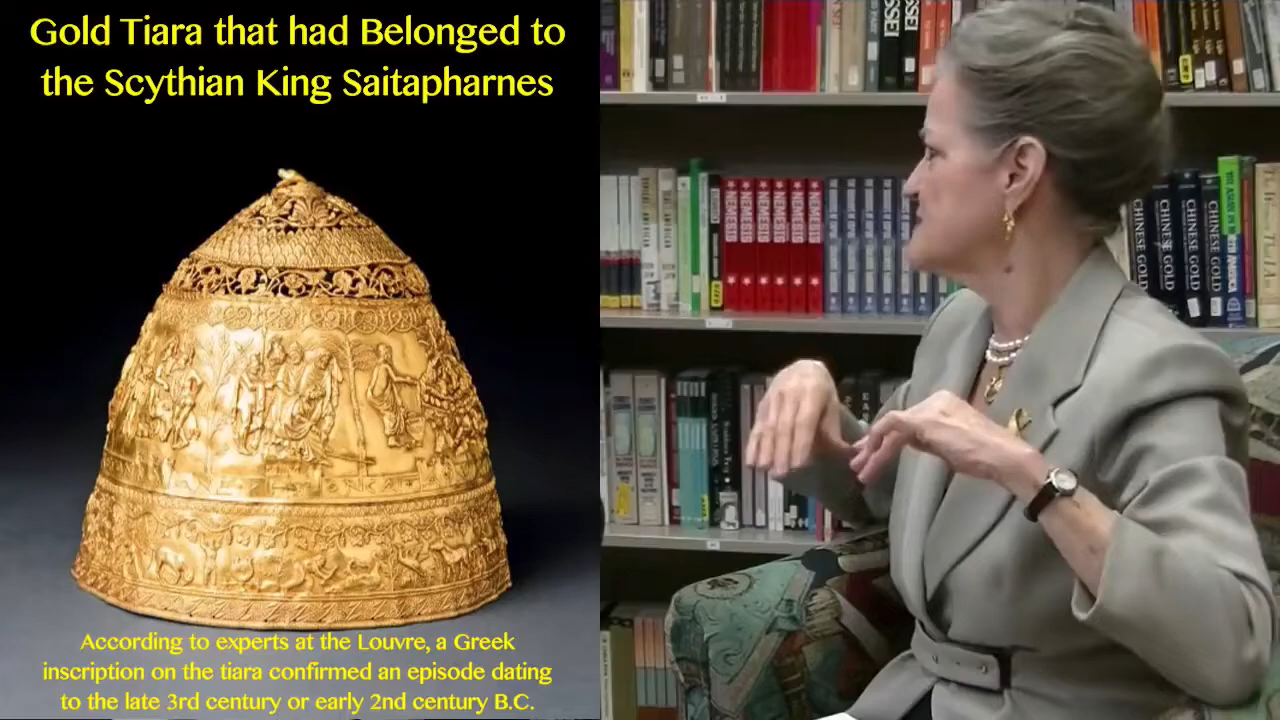 Gold Tiara that had Belonged to
the Scythian King Saitapharnes
According to experts at the Louvre, a Greek
inscription on the tiara confirmed an episode dating
to the late 3rd century or early 2nd century B.C.
NEMESIS
NEMESIS
NEMESIS
NEMESIS
NEMESIS
NEMESIS
CHINESE GOLD
CHINESE GOLD
CHINESE GOLD